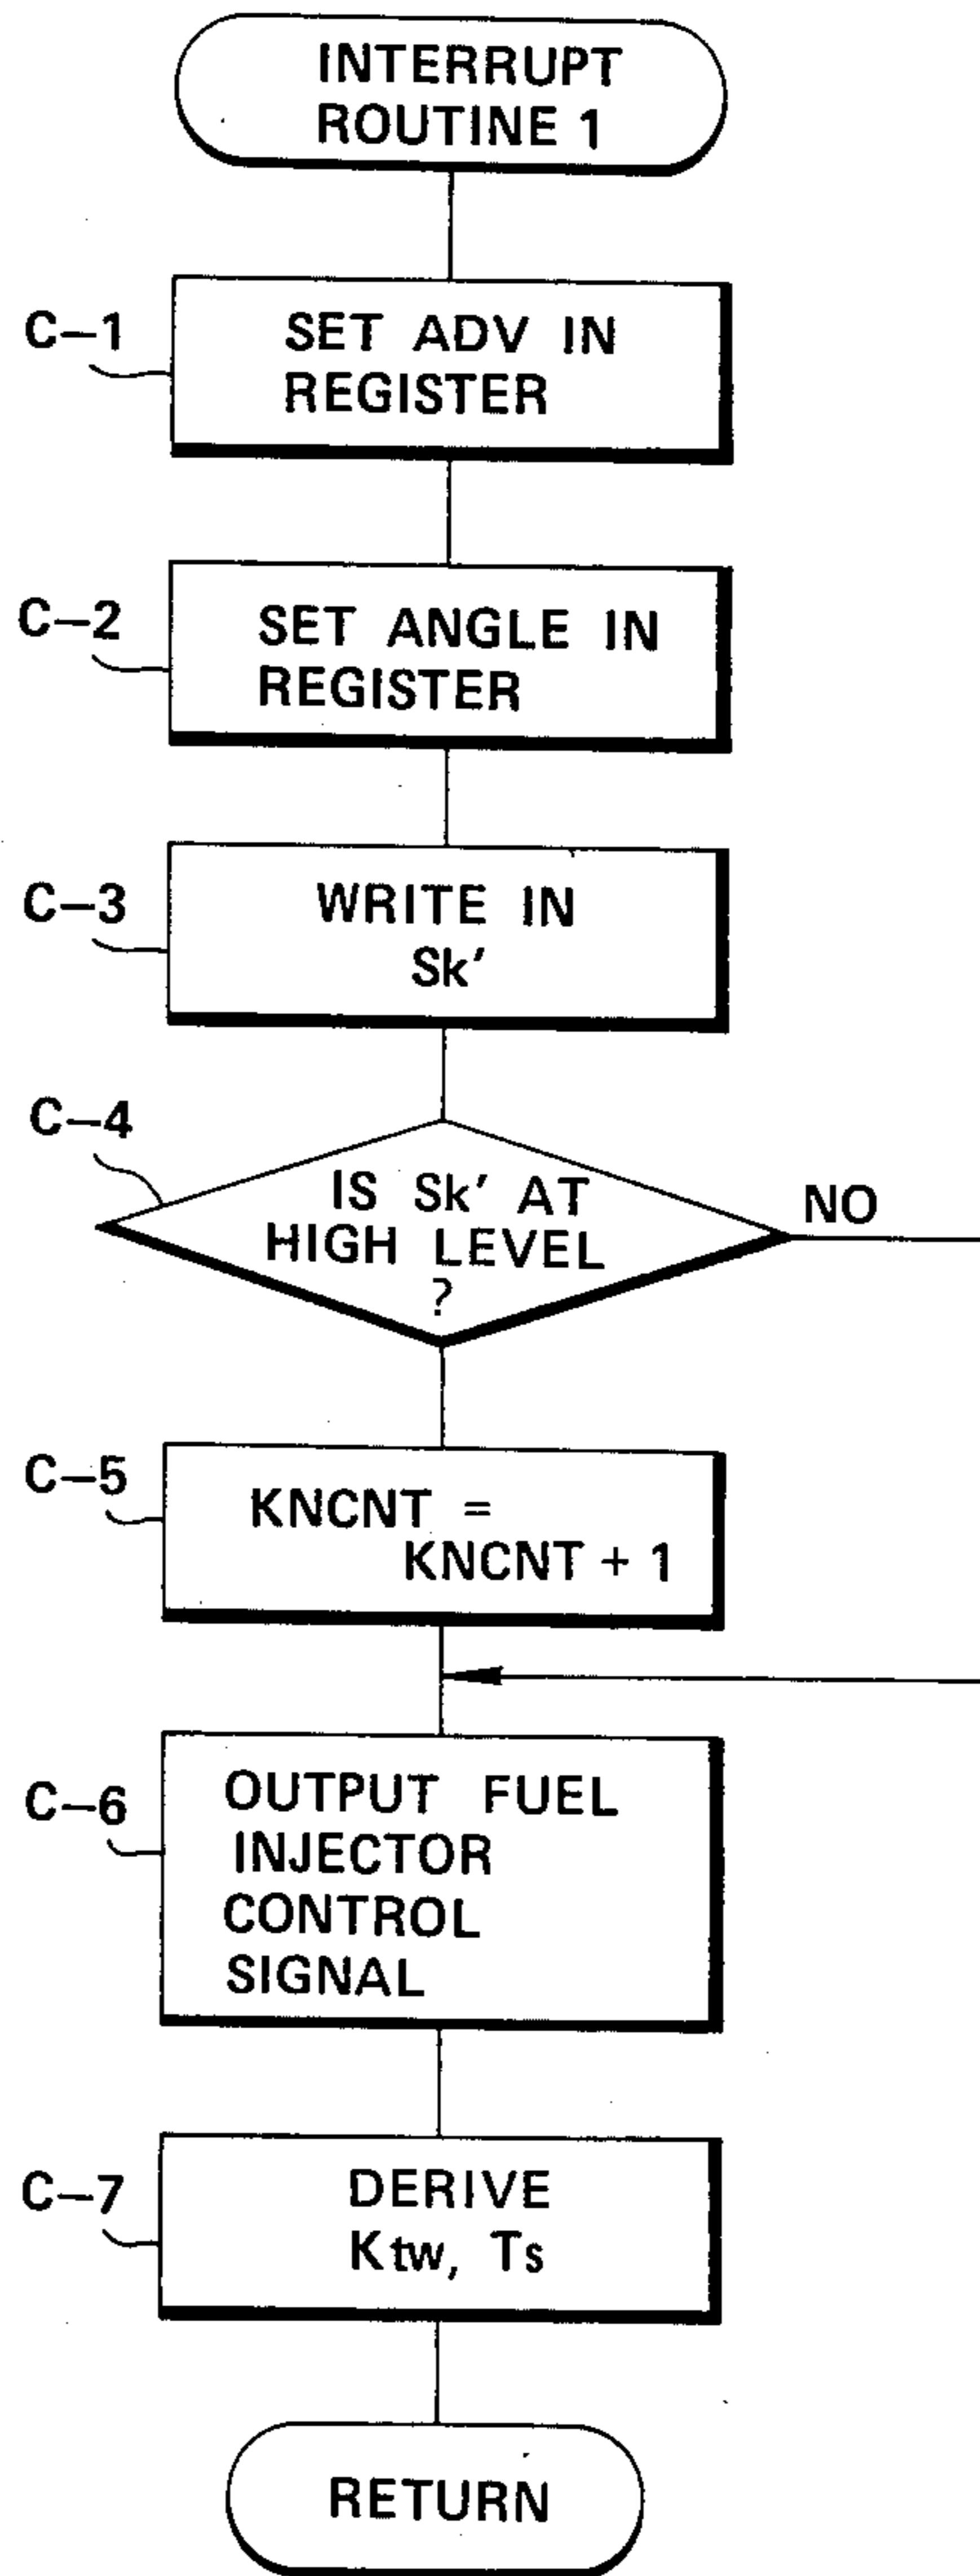 INTERRUPT
ROUTINE 1
C-1
SET ADV IN
REGISTER
C-2
SET ANGLE IN
REGISTER
C-3
WRITE IN
Sk'
C-4
IS Sk' AT
HIGH LEVEL
?
NO
C-5
KNCNT =
KNCNT + 1
C-6
OUTPUT FUEL
INJECTOR
CONTROL
SIGNAL
C-7
DERIVE
Ktw, Ts
RETURN